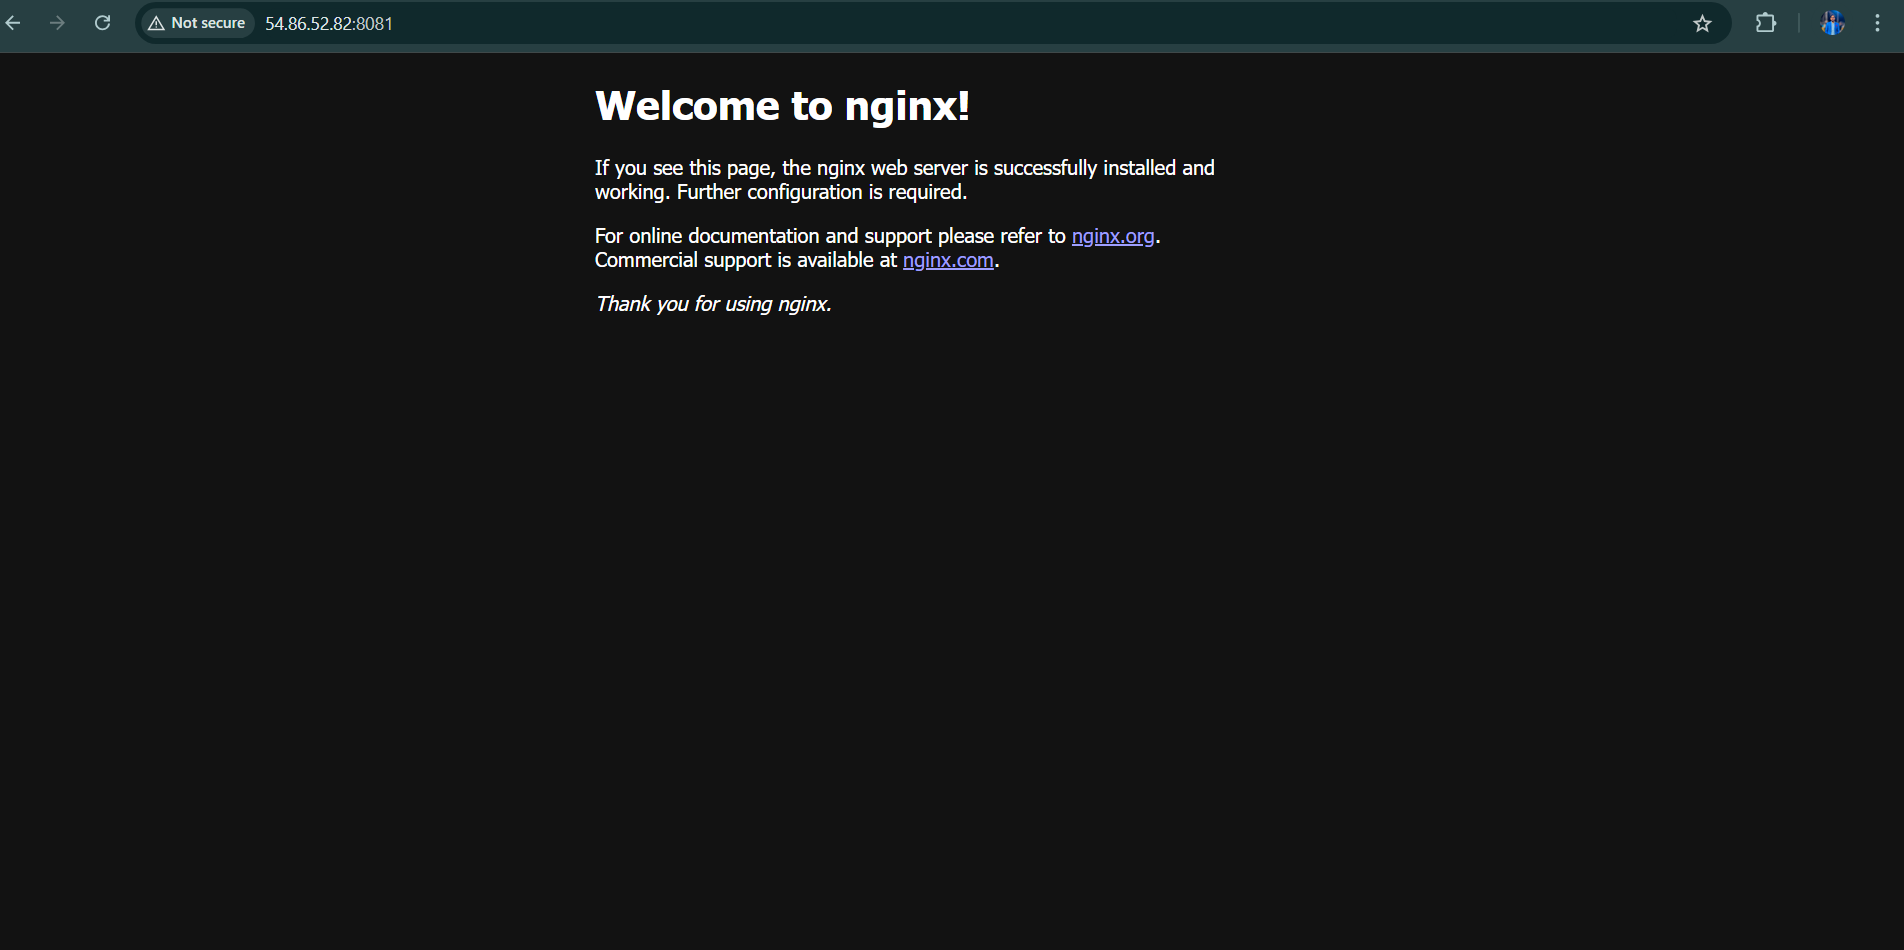 Not secure 54.86.52.82:8081
Welcome to nginx!
If you see this page, the nginx web server is successfully installed and
working. Further configuration is required.
For online documentation and support please refer to nginx.org.
Commercial support is available at nginx.com.
Thank you for using nginx.